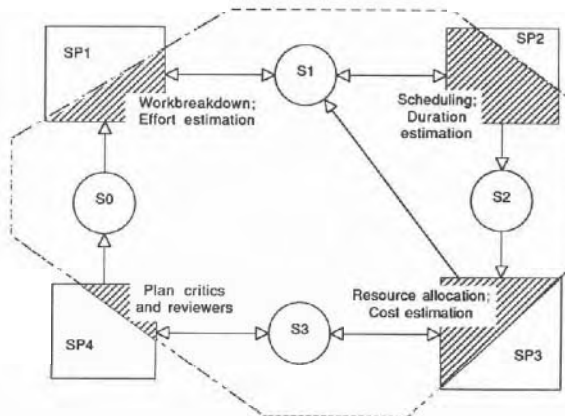 SP1
S1
SP2
Workbreakdown;
Effort estimation
Scheduling;
Duration
estimation
S0
S2
Plan critics
and reviewers
Resource allocation;
Cost estimation
S3
SP4
SP3